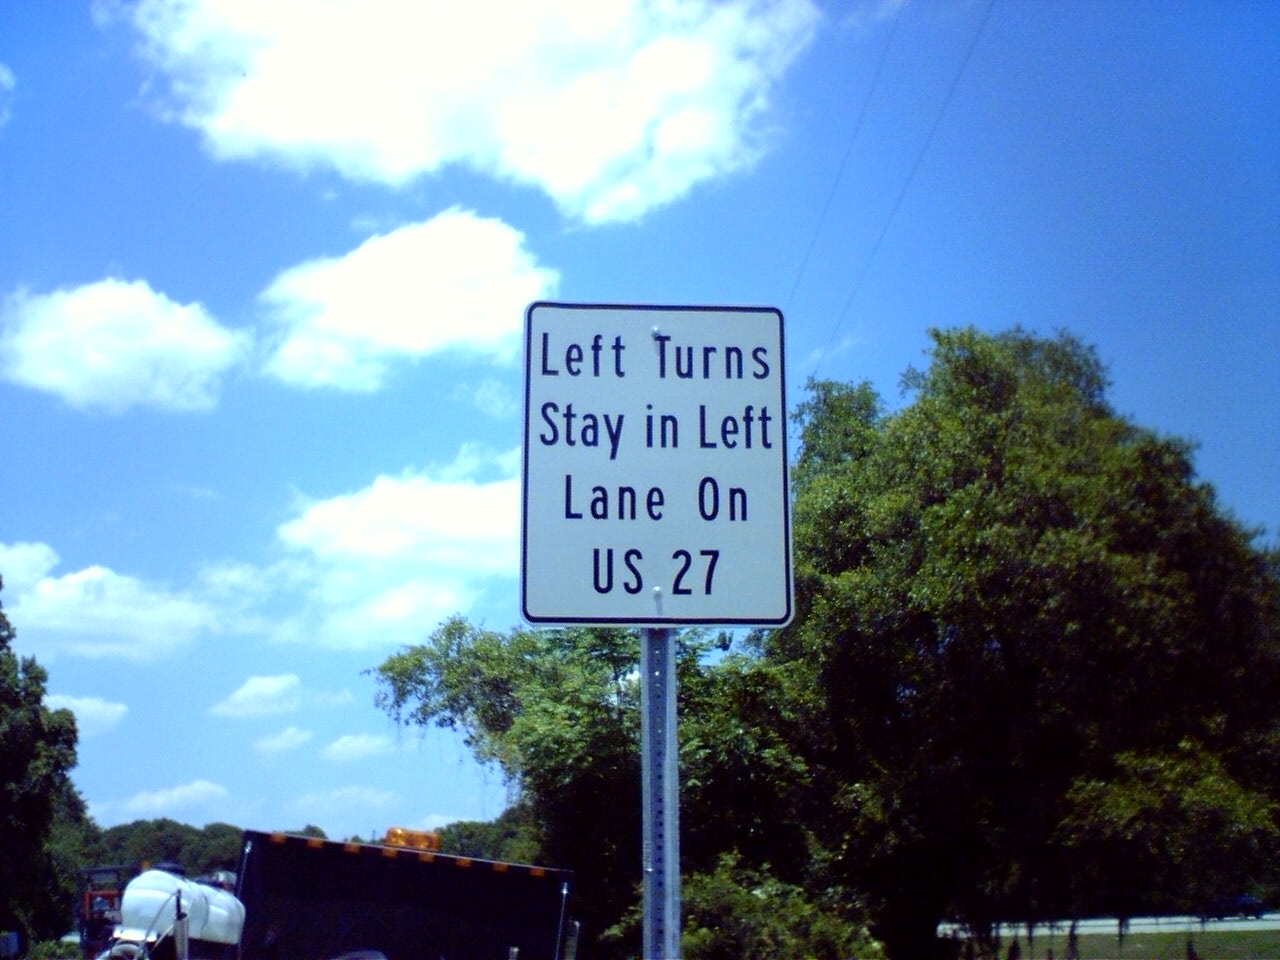 Left Turns
Stay in Left
Lane On
US 27